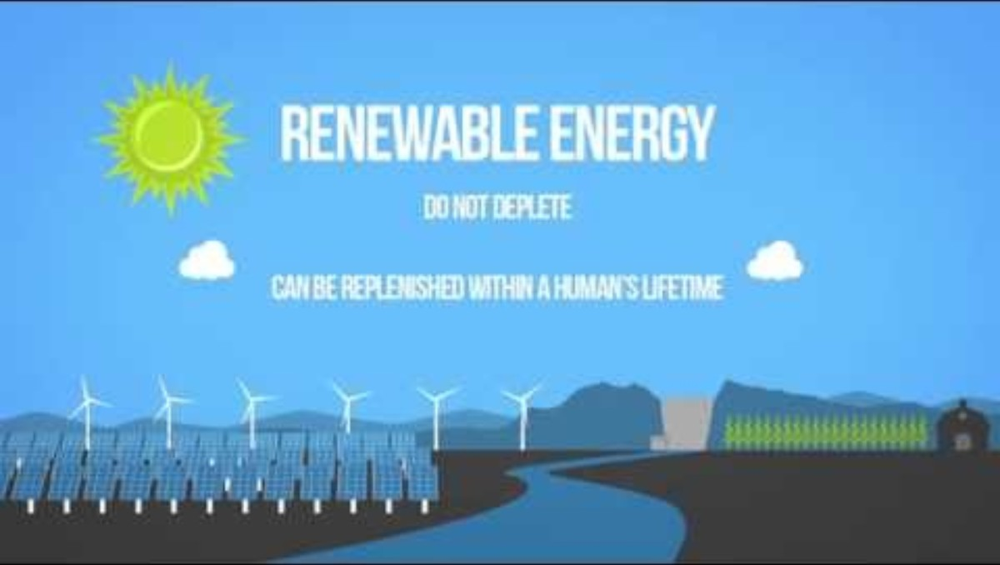 RENEWABLE ENERGY
DO NOT DEPLETE
CAN BE REPLENISHED WITHIN A HUMAN'S LIFETIME